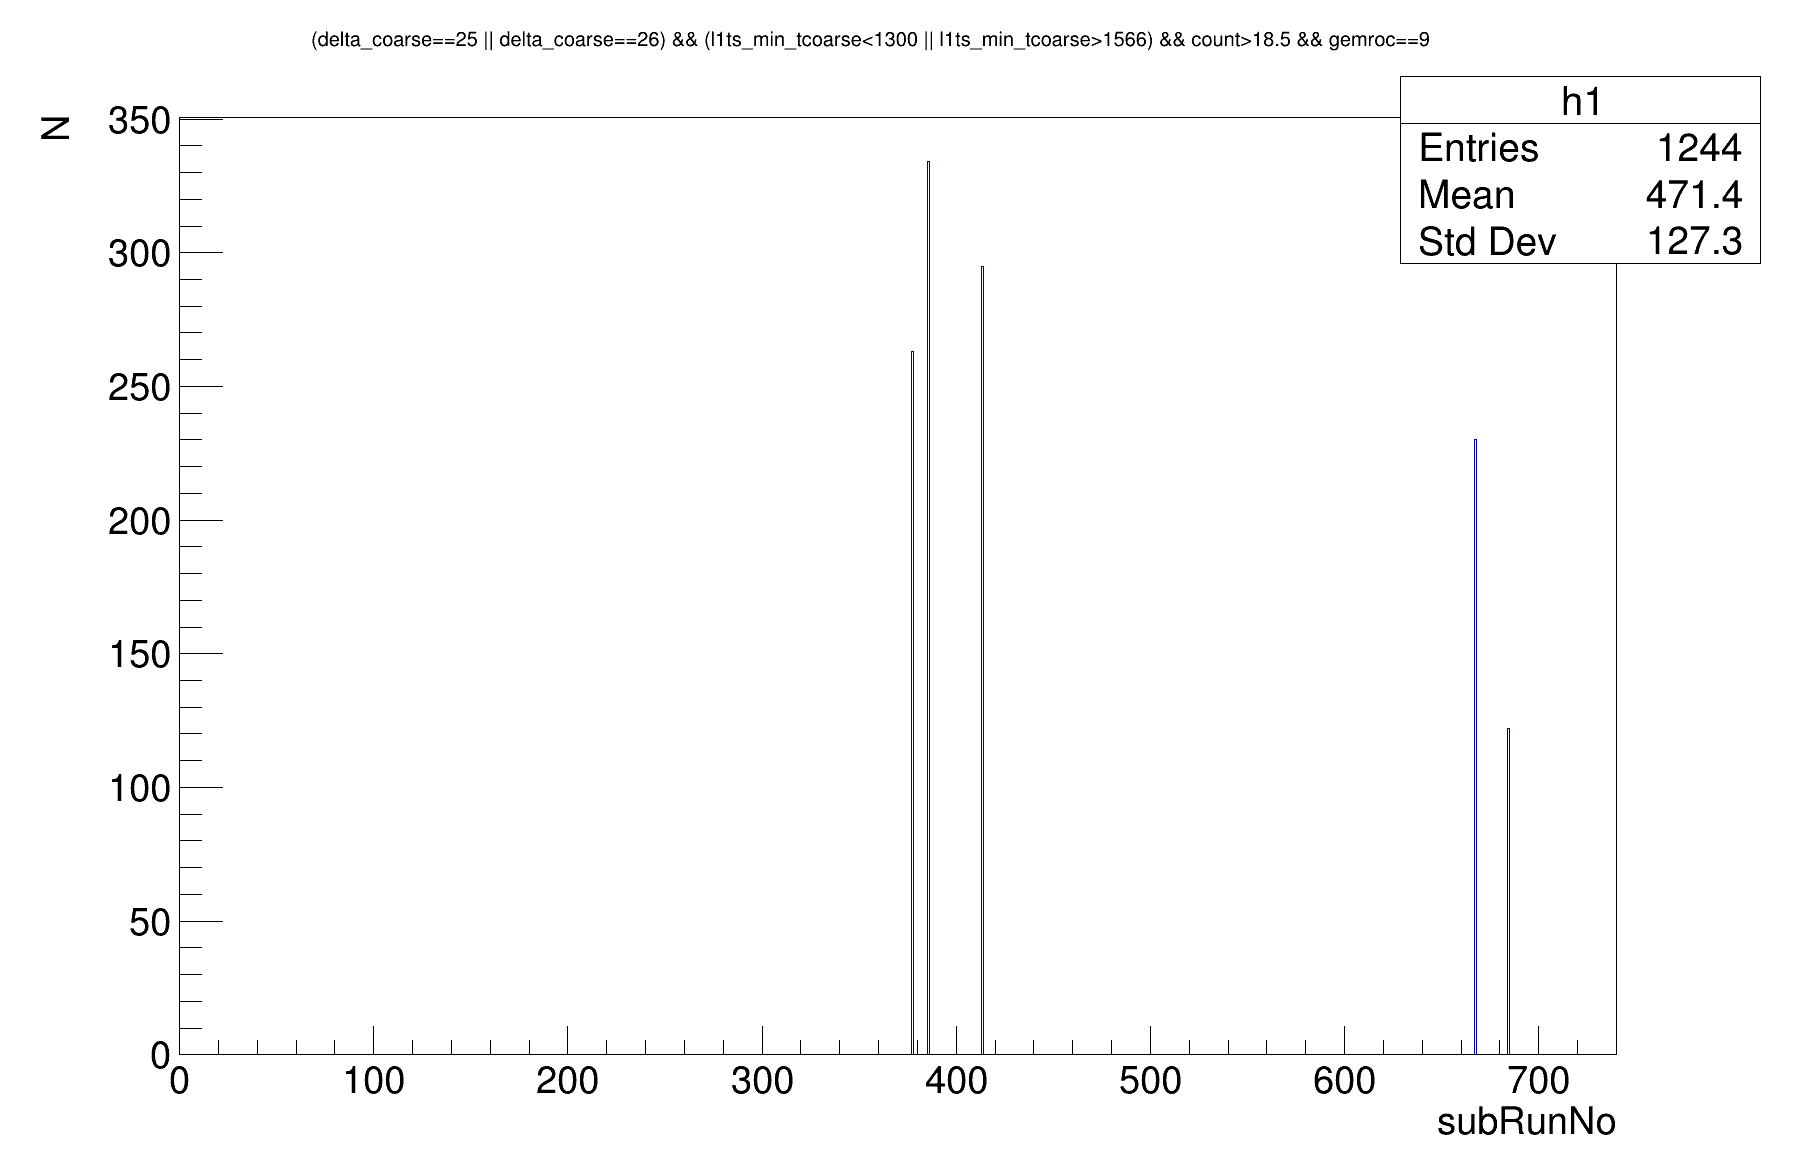 (delta_coarse==25 || delta_coarse==26) && (l1ts_min_tcoarse<1300 || l1ts_min_tcoarse>1566) && count>18.5 && gemroc==9
h1
Entries 1244
Mean 471.4
Std Dev 127.3
N
350
300
250
200
150
100
50
0
0 100 200 300 400 500 600 700
subRunNo